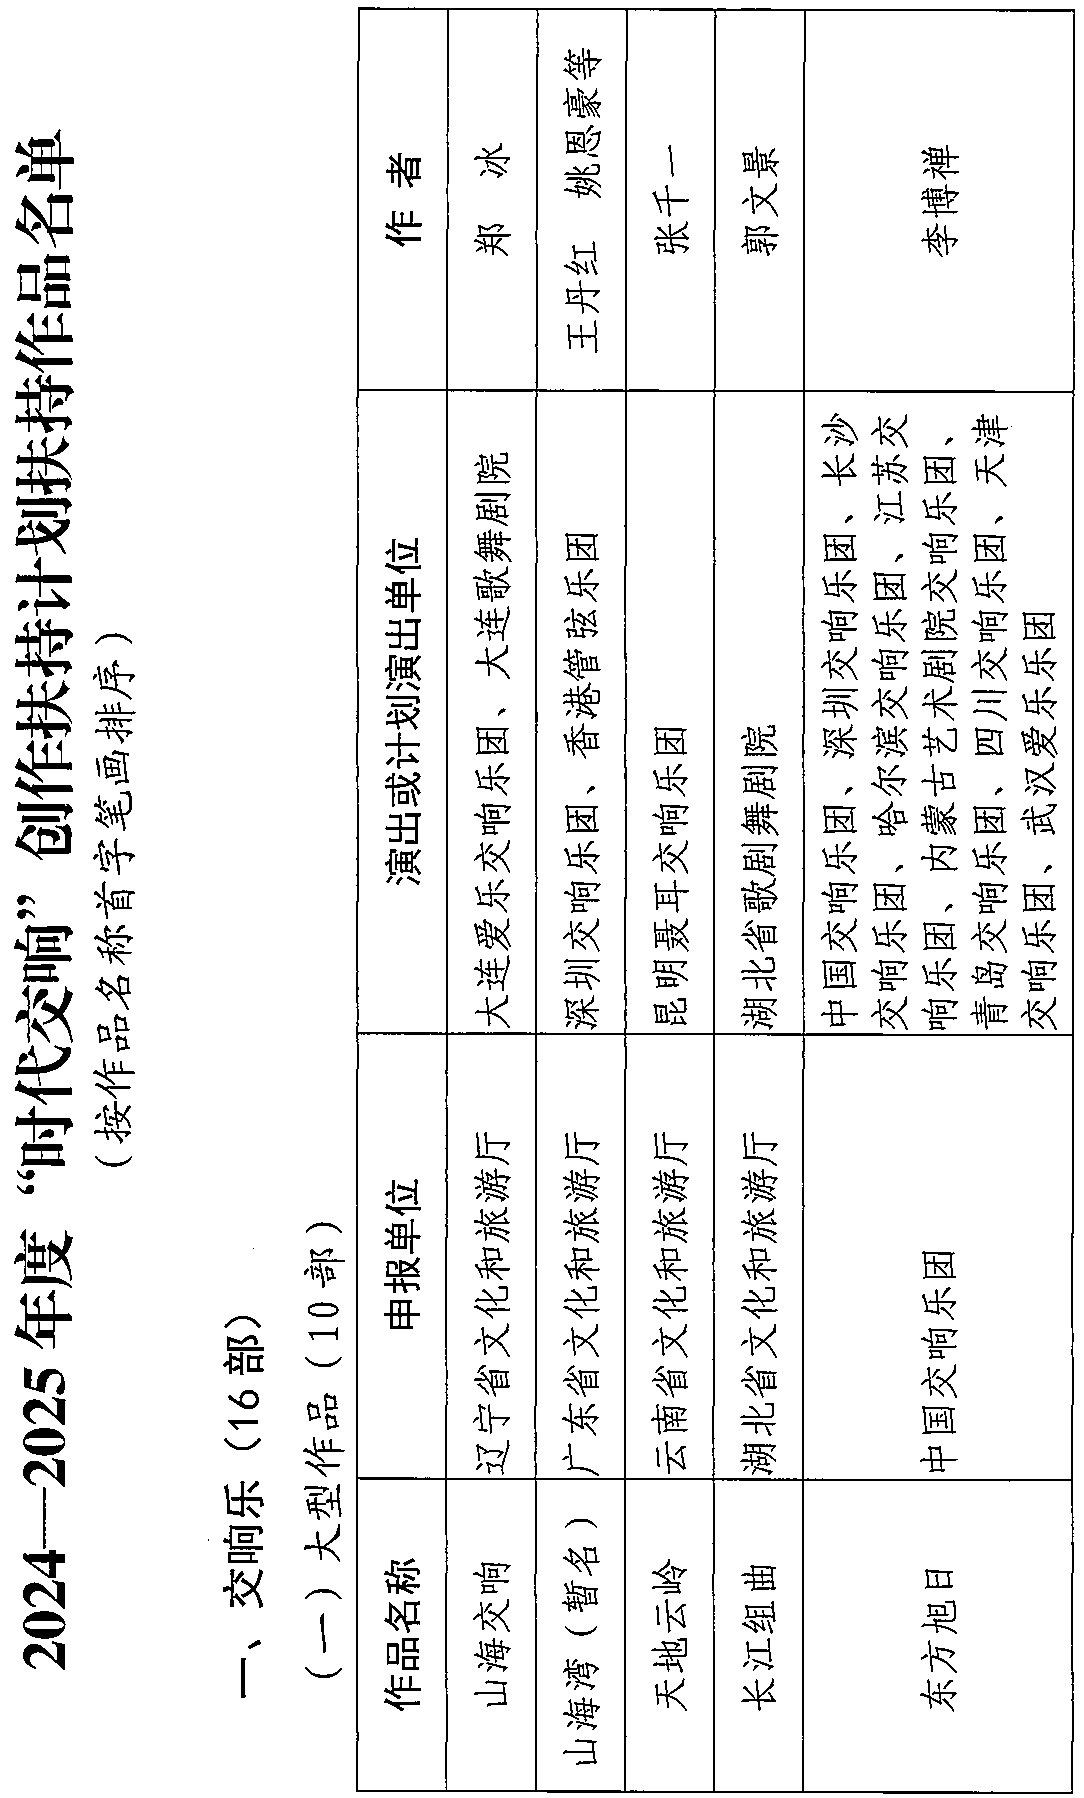 2024—2025 年度 “时代交响” 创作扶持计划扶持作品名单
（按作品名称首字笔画排序）
一、交响乐（16 部）
（一）大型作品（10 部）
作品名称 申报单位 演出或计划演出单位 作 者
山海交响 辽宁省文化和旅游厅 大连爱乐交响乐团、大连歌舞剧院 郑 冰
山海湾（暂名） 广东省文化和旅游厅 深圳交响乐团、香港管弦乐团 王丹红 姚恩豪等
天地云岭 云南省文化和旅游厅 昆明聂耳交响乐团 张千一
长江组曲 湖北省文化和旅游厅 湖北省歌剧舞剧院 郭文景
东方旭日 中国交响乐团 中国交响乐团、深圳交响乐团、长沙
交响乐团、哈尔滨交响乐团、江苏交
响乐团、内蒙古艺术剧院交响乐团、
青岛交响乐团、四川交响乐团、天津
交响乐团、武汉爱乐乐团 李博禅